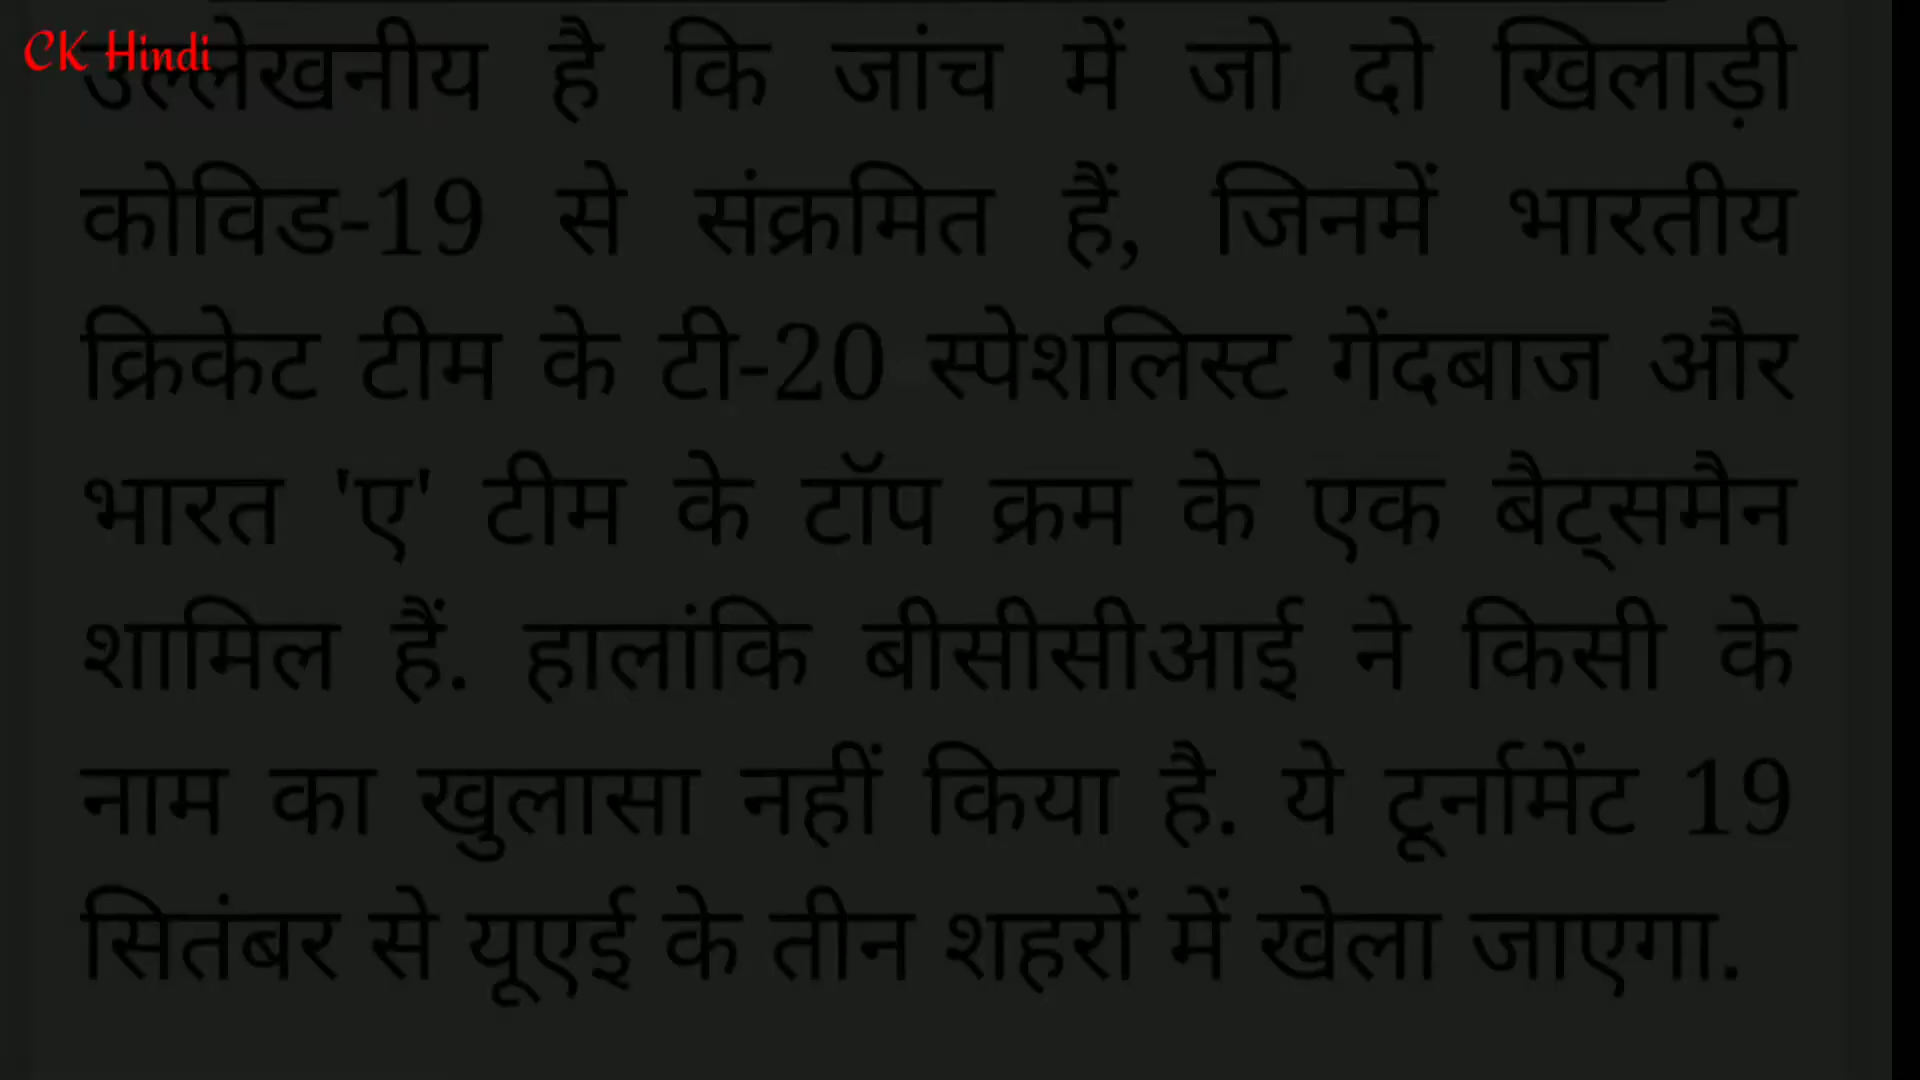 CK Hindi
उल्लेखनीय है कि जांच में जो दो खिलाड़ी
कोविड-19 से संक्रमित हैं, जिनमें भारतीय
क्रिकेट टीम के टी-20 स्पेशलिस्ट गेंदबाज और
भारत 'ए' टीम के टॉप क्रम के एक बैट्समैन
शामिल हैं. हालांकि बीसीसीआई ने किसी के
नाम का खुलासा नहीं किया है. ये टूर्नामेंट 19
सितंबर से यूएई के तीन शहरों में खेला जाएगा.